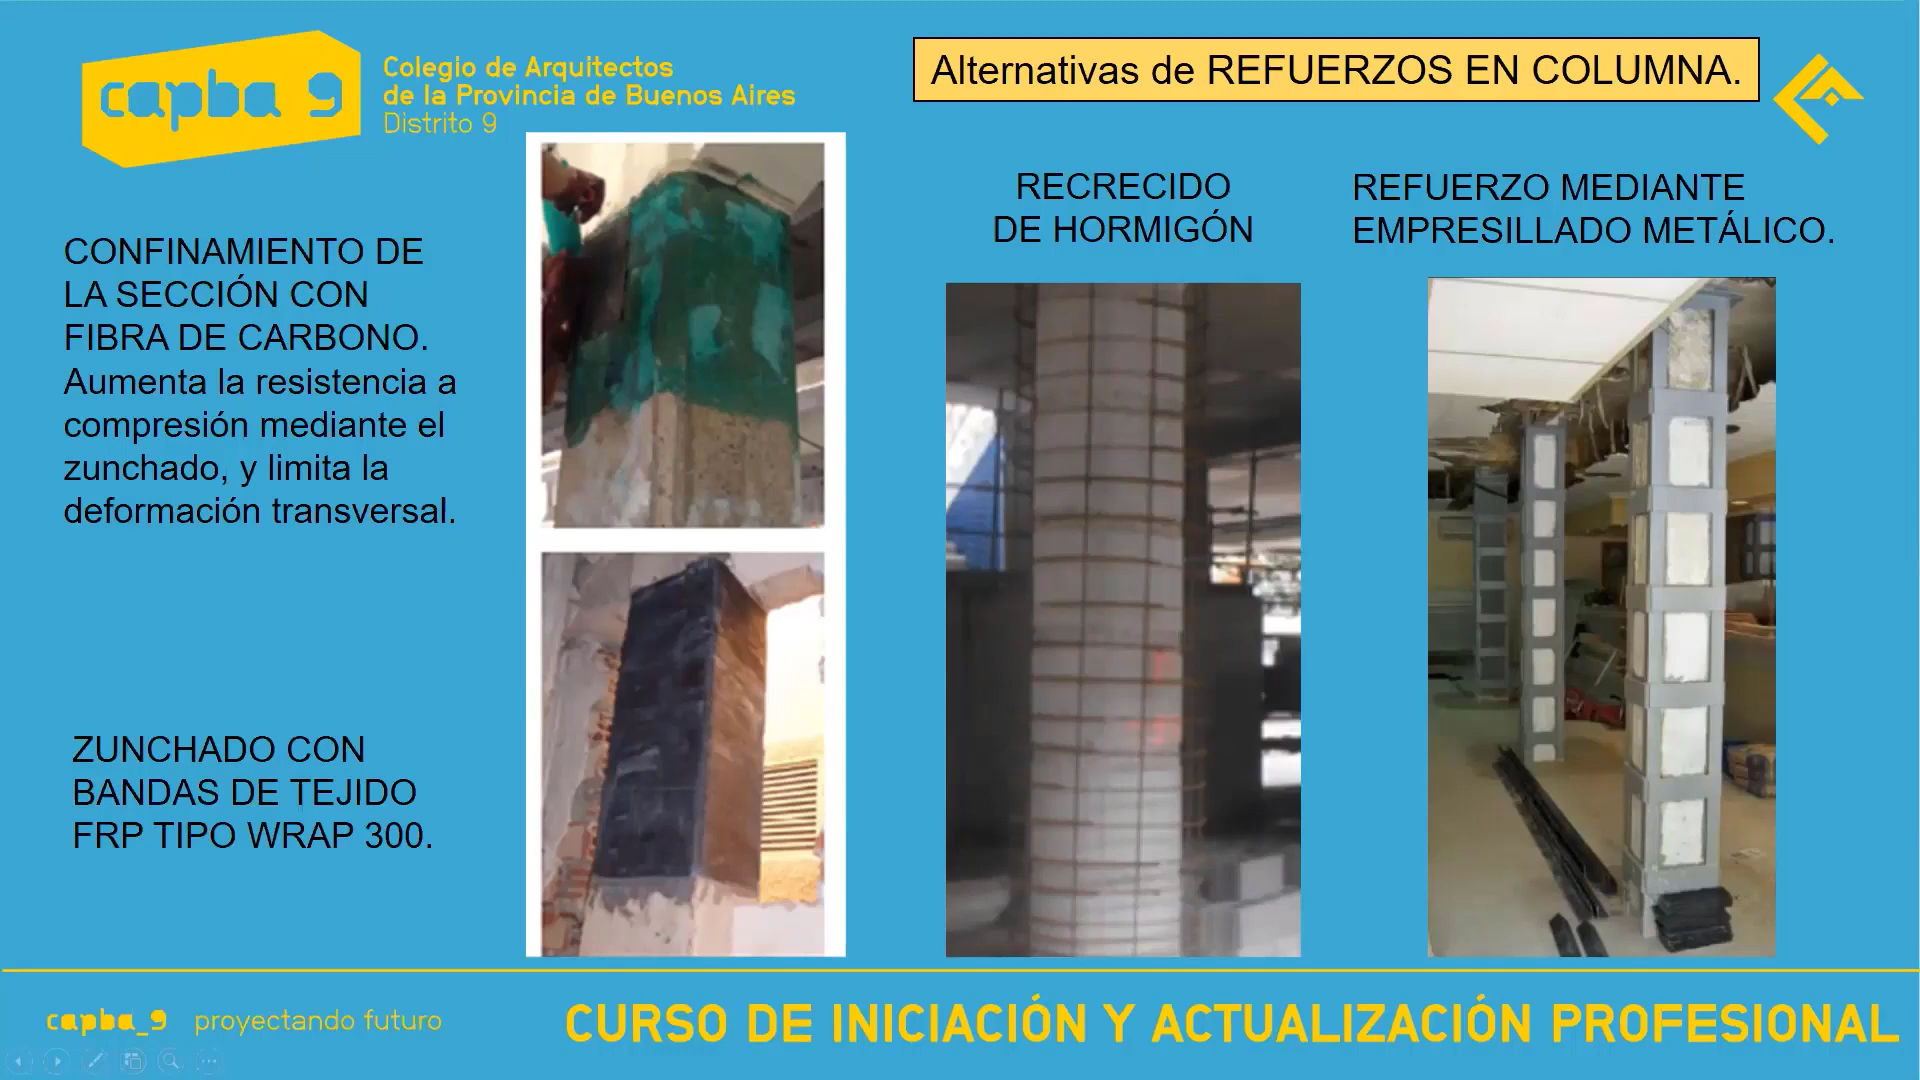 capba 9
Colegio de Arquitectos
de la Provincia de Buenos Aires
Distrito 9
Alternativas de REFUERZOS EN COLUMNA.
CONFINAMIENTO DE
LA SECCIÓN CON
FIBRA DE CARBONO.
Aumenta la resistencia a
compresión mediante el
zunchado, y limita la
deformación transversal.
ZUNCHADO CON
BANDAS DE TEJIDO
FRP TIPO WRAP 300.
RECRECIDO
DE HORMIGÓN
REFUERZO MEDIANTE
EMPRESILLADO METÁLICO.
capba_9 proyectando futuro
CURSO DE INICIACIÓN Y ACTUALIZACIÓN PROFESIONAL